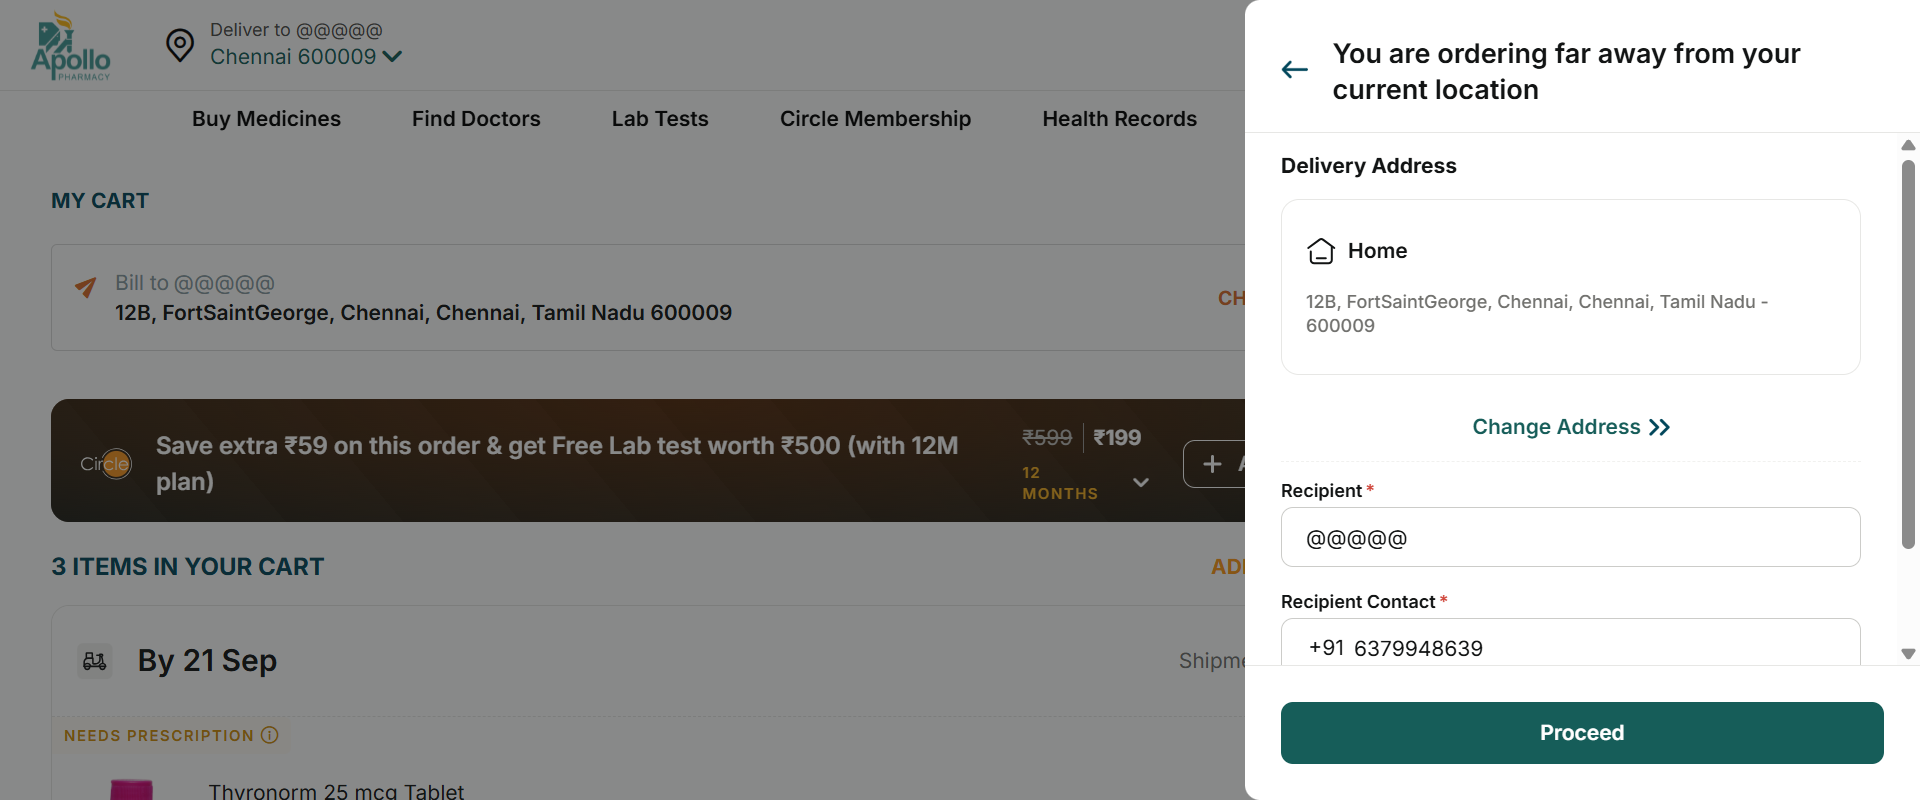 Apollo
PHARMACY
Deliver to @@@@@
Chennai 600009
Buy Medicines
Find Doctors
Lab Tests
Circle Membership
Health Records
MY CART
Bill to @@@@@
12B, FortSaintGeorge, Chennai, Chennai, Tamil Nadu 600009
CH
Circle
Save extra ₹59 on this order & get Free Lab test worth ₹500 (with 12M
plan)
₹599 ₹199
12
MONTHS
+
3 ITEMS IN YOUR CART
AD
By 21 Sep
Shipme
NEEDS PRESCRIPTION
Thyronorm 25 mcg Tablet
You are ordering far away from your
current location
Delivery Address
Home
12B, FortSaintGeorge, Chennai, Chennai, Tamil Nadu -
600009
Change Address
Recipient *
@@@@@
Recipient Contact *
+91 6379948639
Proceed